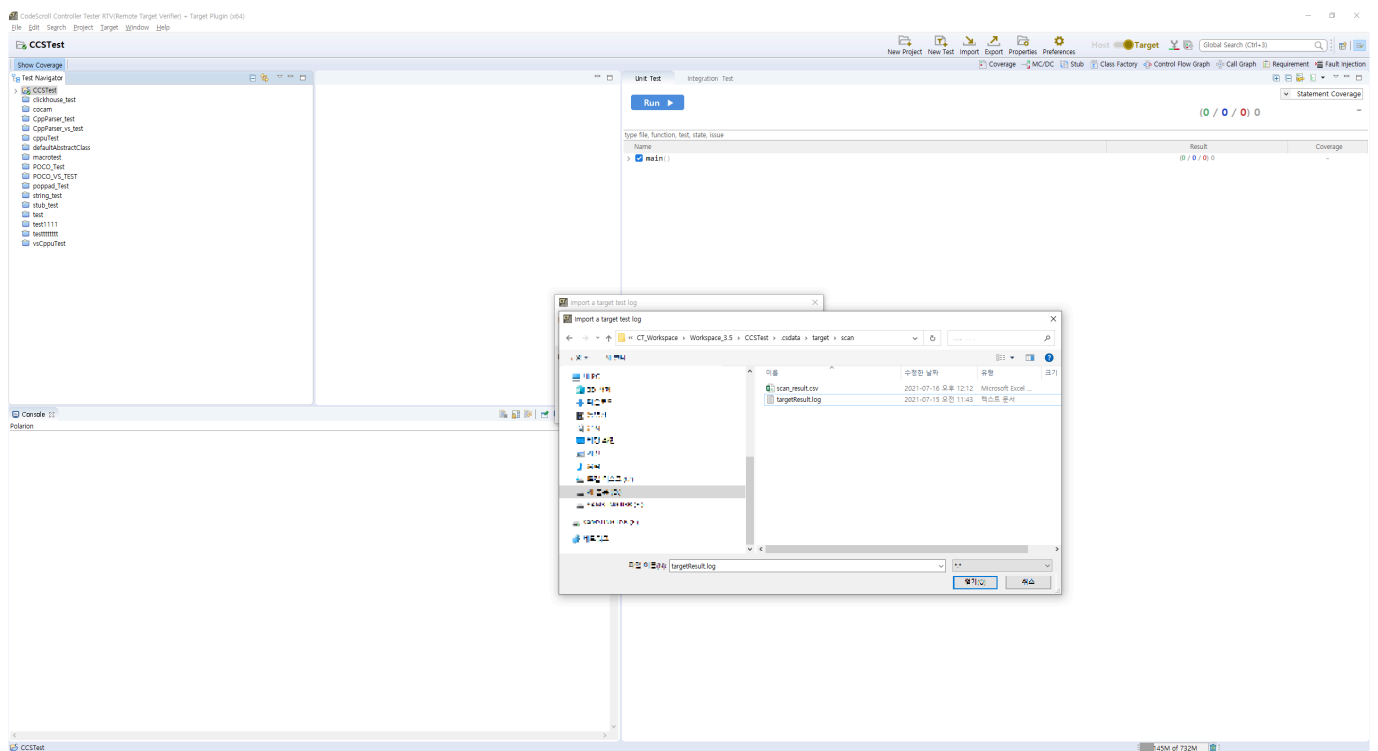 CodeScroll Controller Tester RTV(Remote Target Verifier) - Target Plugin (x64)
File Edit Search Project Target Window Help
CCSTest
New Project New Test Import Export Properties Preferences
Host Target
Global Search (Ctrl+3)
Show Coverage
Coverage MC/DC Stub Class Factory Control Flow Graph Call Graph Requirement Fault Injection
Test Navigator
CCSTest
clickhouse_test
cocam
CppParser_test
CppParser_vs_test
cppuTest
defaultAbstractClass
macrotest
POCO_Test
POCO_VS_TEST
poppad_Test
string_test
stub_test
test
test1111
vsCppuTest
Unit Test Integration Test
Run
Statement Coverage
(0 / 0 / 0) 0 -
type file, function, test, state, issue
Name Result Coverage
main() (0 / 0 / 0) 0 -
Import a target test log
Import a target test log
« CT_Workspace › Workspace_3.5 › CCSTest › .csdata › target › scan
이름 수정한 날짜 유형 크기
scan_result.csv 2021-07-16 오후 12:12 Microsoft Excel ...
targetResult.log 2021-07-15 오전 11:43 텍스트 문서
내 PC
targetResult.log *.*
열기(O) 취소
Console
Polarion
CCSTest
145M of 732M